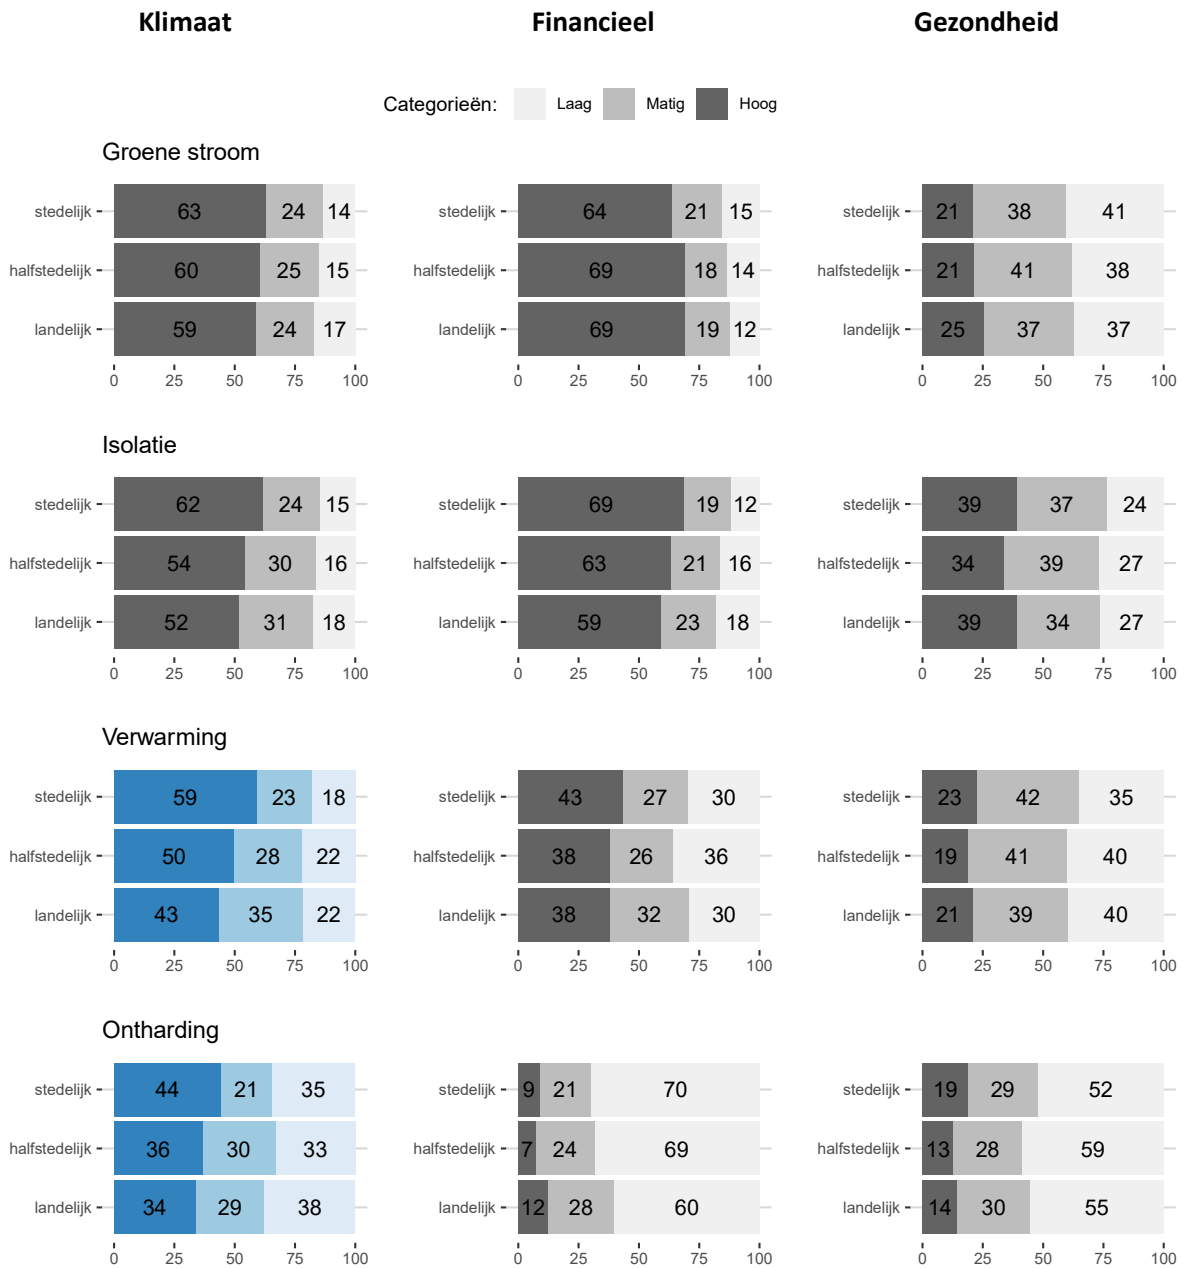 Klimaat Financieel Gezondheid
Categorieën: Laag Matig Hoog
Groene stroom
stedelijk 63 24 14 stedelijk 64 21 15 stedelijk 21 38 41
halfstedelijk 60 25 15 halfstedelijk 69 18 14 halfstedelijk 21 41 38
landelijk 59 24 17 landelijk 69 19 12 landelijk 25 37 37
0 25 50 75 100 0 25 50 75 100 0 25 50 75 100
Isolatie
stedelijk 62 24 15 stedelijk 69 19 12 stedelijk 39 37 24
halfstedelijk 54 30 16 halfstedelijk 63 21 16 halfstedelijk 34 39 27
landelijk 52 31 18 landelijk 59 23 18 landelijk 39 34 27
0 25 50 75 100 0 25 50 75 100 0 25 50 75 100
Verwarming
stedelijk 59 23 18 stedelijk 43 27 30 stedelijk 23 42 35
halfstedelijk 50 28 22 halfstedelijk 38 26 36 halfstedelijk 19 41 40
landelijk 43 35 22 landelijk 38 32 30 landelijk 21 39 40
0 25 50 75 100 0 25 50 75 100 0 25 50 75 100
Ontharding
stedelijk 44 21 35 stedelijk 9 21 70 stedelijk 19 29 52
halfstedelijk 36 30 33 halfstedelijk 7 24 69 halfstedelijk 13 28 59
landelijk 34 29 38 landelijk 12 28 60 landelijk 14 30 55
0 25 50 75 100 0 25 50 75 100 0 25 50 75 100